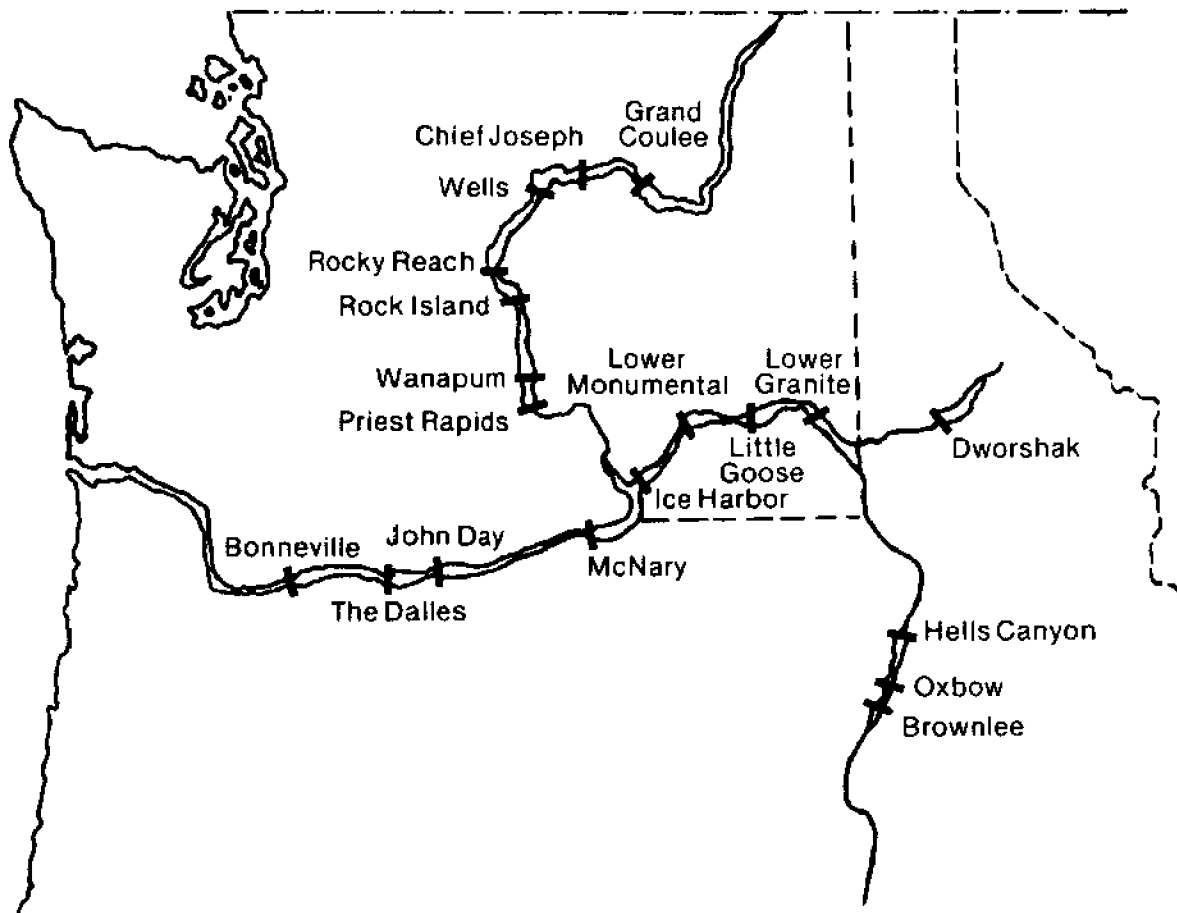 Grand
Coulee
Chief Joseph
Wells
Rocky Reach
Rock Island
Wanapum
Priest Rapids
Lower
Monumental
Lower
Granite
Little
Goose
Dworshak
Ice Harbor
John Day
Bonneville
McNary
The Dalles
Hells Canyon
Oxbow
Brownlee